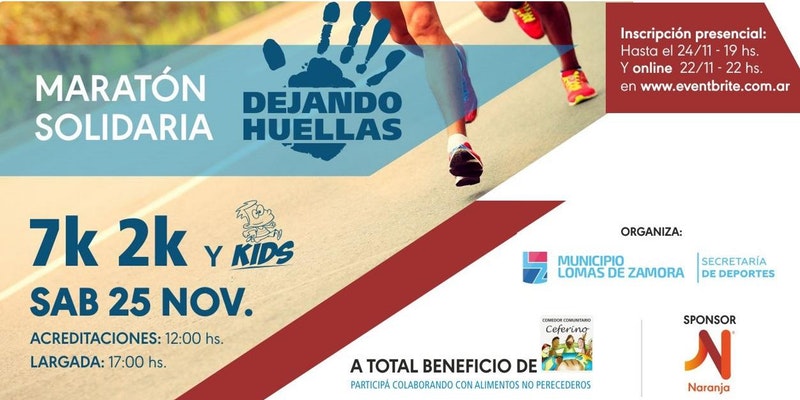 MARATÓN
SOLIDARIA
DEJANDO
HUELLAS
Inscripción presencial:
Hasta el 24/11 - 19 hs.
Y online 22/11 - 22 hs.
en www.eventbrite.com.ar
7k 2k Y KIDS
SAB 25 NOV.
ACREDITACIONES: 12:00 hs.
LARGADA: 17:00 hs.
ORGANIZA:
MUNICIPIO
LOMAS DE ZAMORA
SECRETARÍA
DE DEPORTES
A TOTAL BENEFICIO DE
COMEDOR COMUNITARIO
Ceferino
PARTICIPÁ COLABORANDO CON ALIMENTOS NO PERECEDEROS
SPONSOR
Naranja